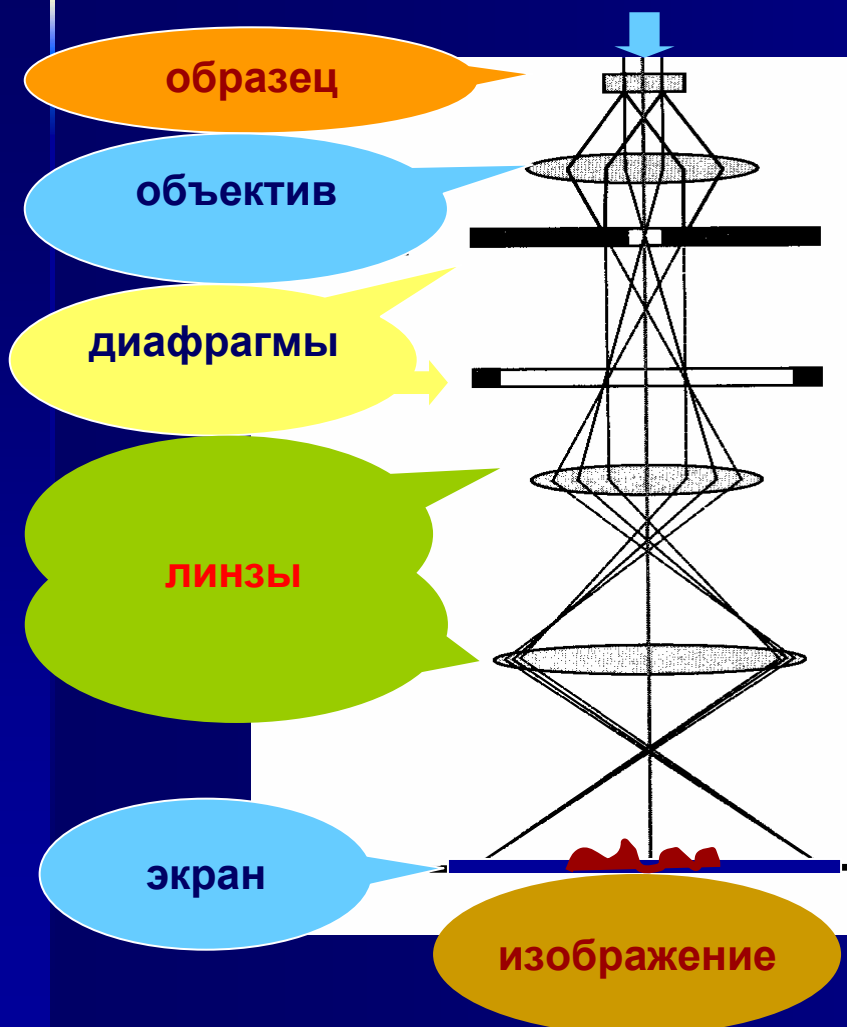 образец
объектив
диафрагмы
линзы
экран
изображение